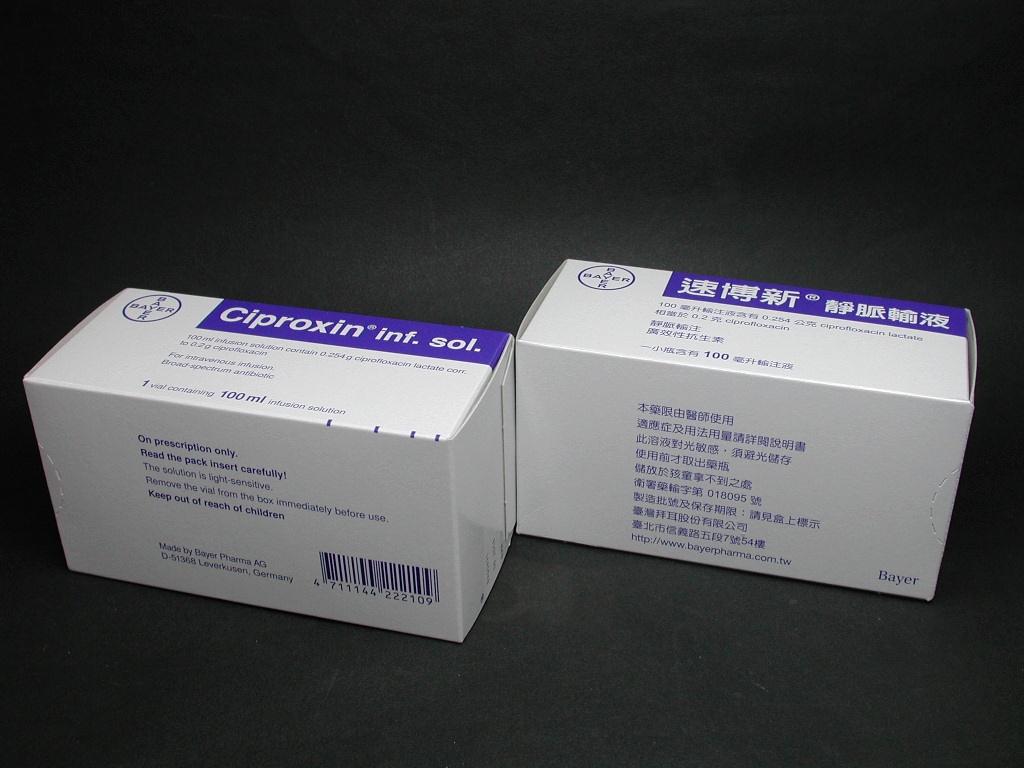 BAYER
BAYER
Ciproxin® inf. sol.
100 ml infusion solution contain 0.254 g ciprofloxacin lactate corr.
to 0.2 g ciprofloxacin
For intravenous infusion.
Broad-spectrum antibiotic
1 vial containing 100 ml infusion solution
On prescription only.
Read the pack insert carefully!
The solution is light-sensitive.
Remove the vial from the box immediately before use.
Keep out of reach of children
Made by Bayer Pharma AG
D-51368 Leverkusen, Germany
4 711144 222109
BAYER
BAYER
速博新® 靜脈輸液
100 毫升輸注液含有 0.254 公克 ciprofloxacin lactate
相當於 0.2 克 ciprofloxacin
靜脈輸注
廣效性抗生素
一小瓶含有 100 毫升輸注液
本藥限由醫師使用
適應症及用法用量請詳閱說明書
此溶液對光敏感，須避光儲存
使用前才取出藥瓶
儲放於孩童拿不到之處
衛署藥輸字第 018095 號
製造批號及保存期限：請見盒上標示
臺灣拜耳股份有限公司
臺北市信義路五段7號54樓
http://www.bayerpharma.com.tw
Bayer